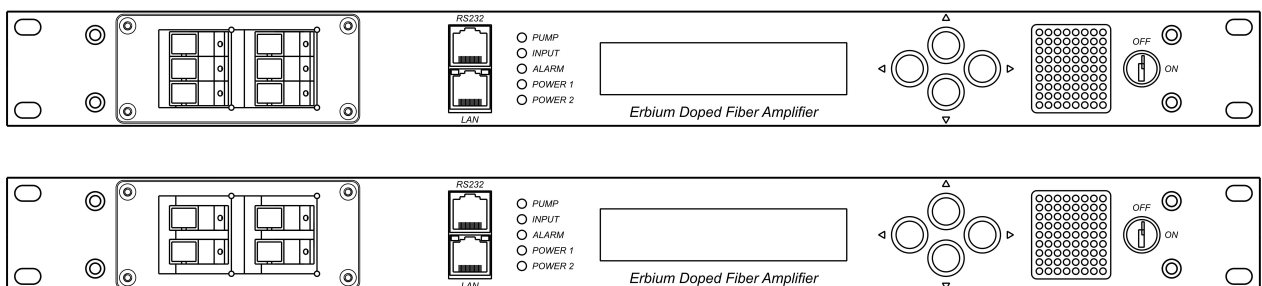 RS232
PUMP
INPUT
ALARM
POWER 1
POWER 2
LAN
Erbium Doped Fiber Amplifier
OFF
ON
RS232
PUMP
INPUT
ALARM
POWER 1
POWER 2
LAN
Erbium Doped Fiber Amplifier
OFF
ON